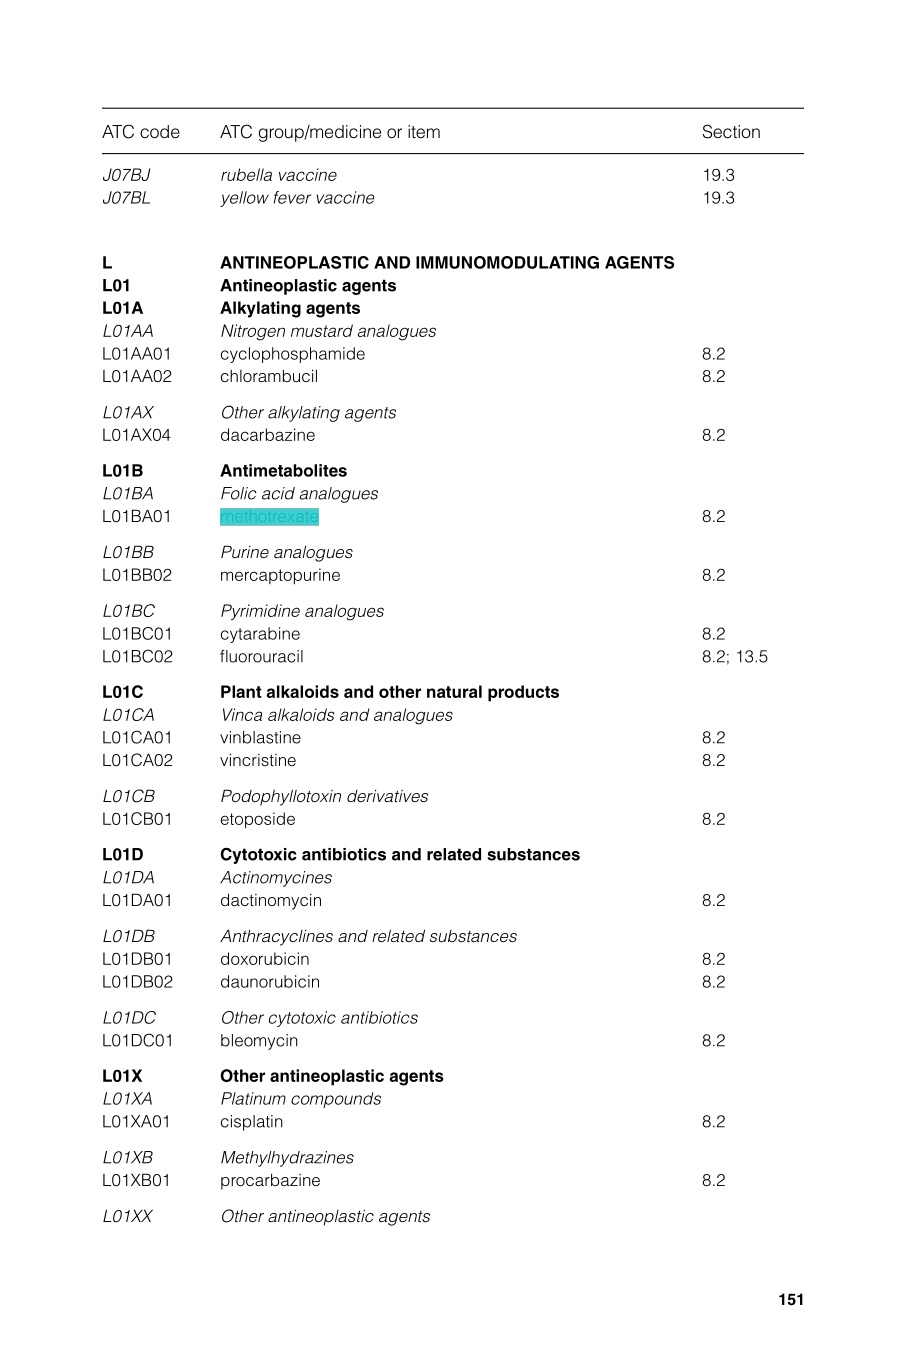 ATC code ATC group/medicine or item Section
J07BJ rubella vaccine 19.3
J07BL yellow fever vaccine 19.3
L ANTINEOPLASTIC AND IMMUNOMODULATING AGENTS
L01 Antineoplastic agents
L01A Alkylating agents
L01AA Nitrogen mustard analogues
L01AA01 cyclophosphamide 8.2
L01AA02 chlorambucil 8.2
L01AX Other alkylating agents
L01AX04 dacarbazine 8.2
L01B Antimetabolites
L01BA Folic acid analogues
L01BA01 methotrexate 8.2
L01BB Purine analogues
L01BB02 mercaptopurine 8.2
L01BC Pyrimidine analogues
L01BC01 cytarabine 8.2
L01BC02 fluorouracil 8.2; 13.5
L01C Plant alkaloids and other natural products
L01CA Vinca alkaloids and analogues
L01CA01 vinblastine 8.2
L01CA02 vincristine 8.2
L01CB Podophyllotoxin derivatives
L01CB01 etoposide 8.2
L01D Cytotoxic antibiotics and related substances
L01DA Actinomycines
L01DA01 dactinomycin 8.2
L01DB Anthracyclines and related substances
L01DB01 doxorubicin 8.2
L01DB02 daunorubicin 8.2
L01DC Other cytotoxic antibiotics
L01DC01 bleomycin 8.2
L01X Other antineoplastic agents
L01XA Platinum compounds
L01XA01 cisplatin 8.2
L01XB Methylhydrazines
L01XB01 procarbazine 8.2
L01XX Other antineoplastic agents
151